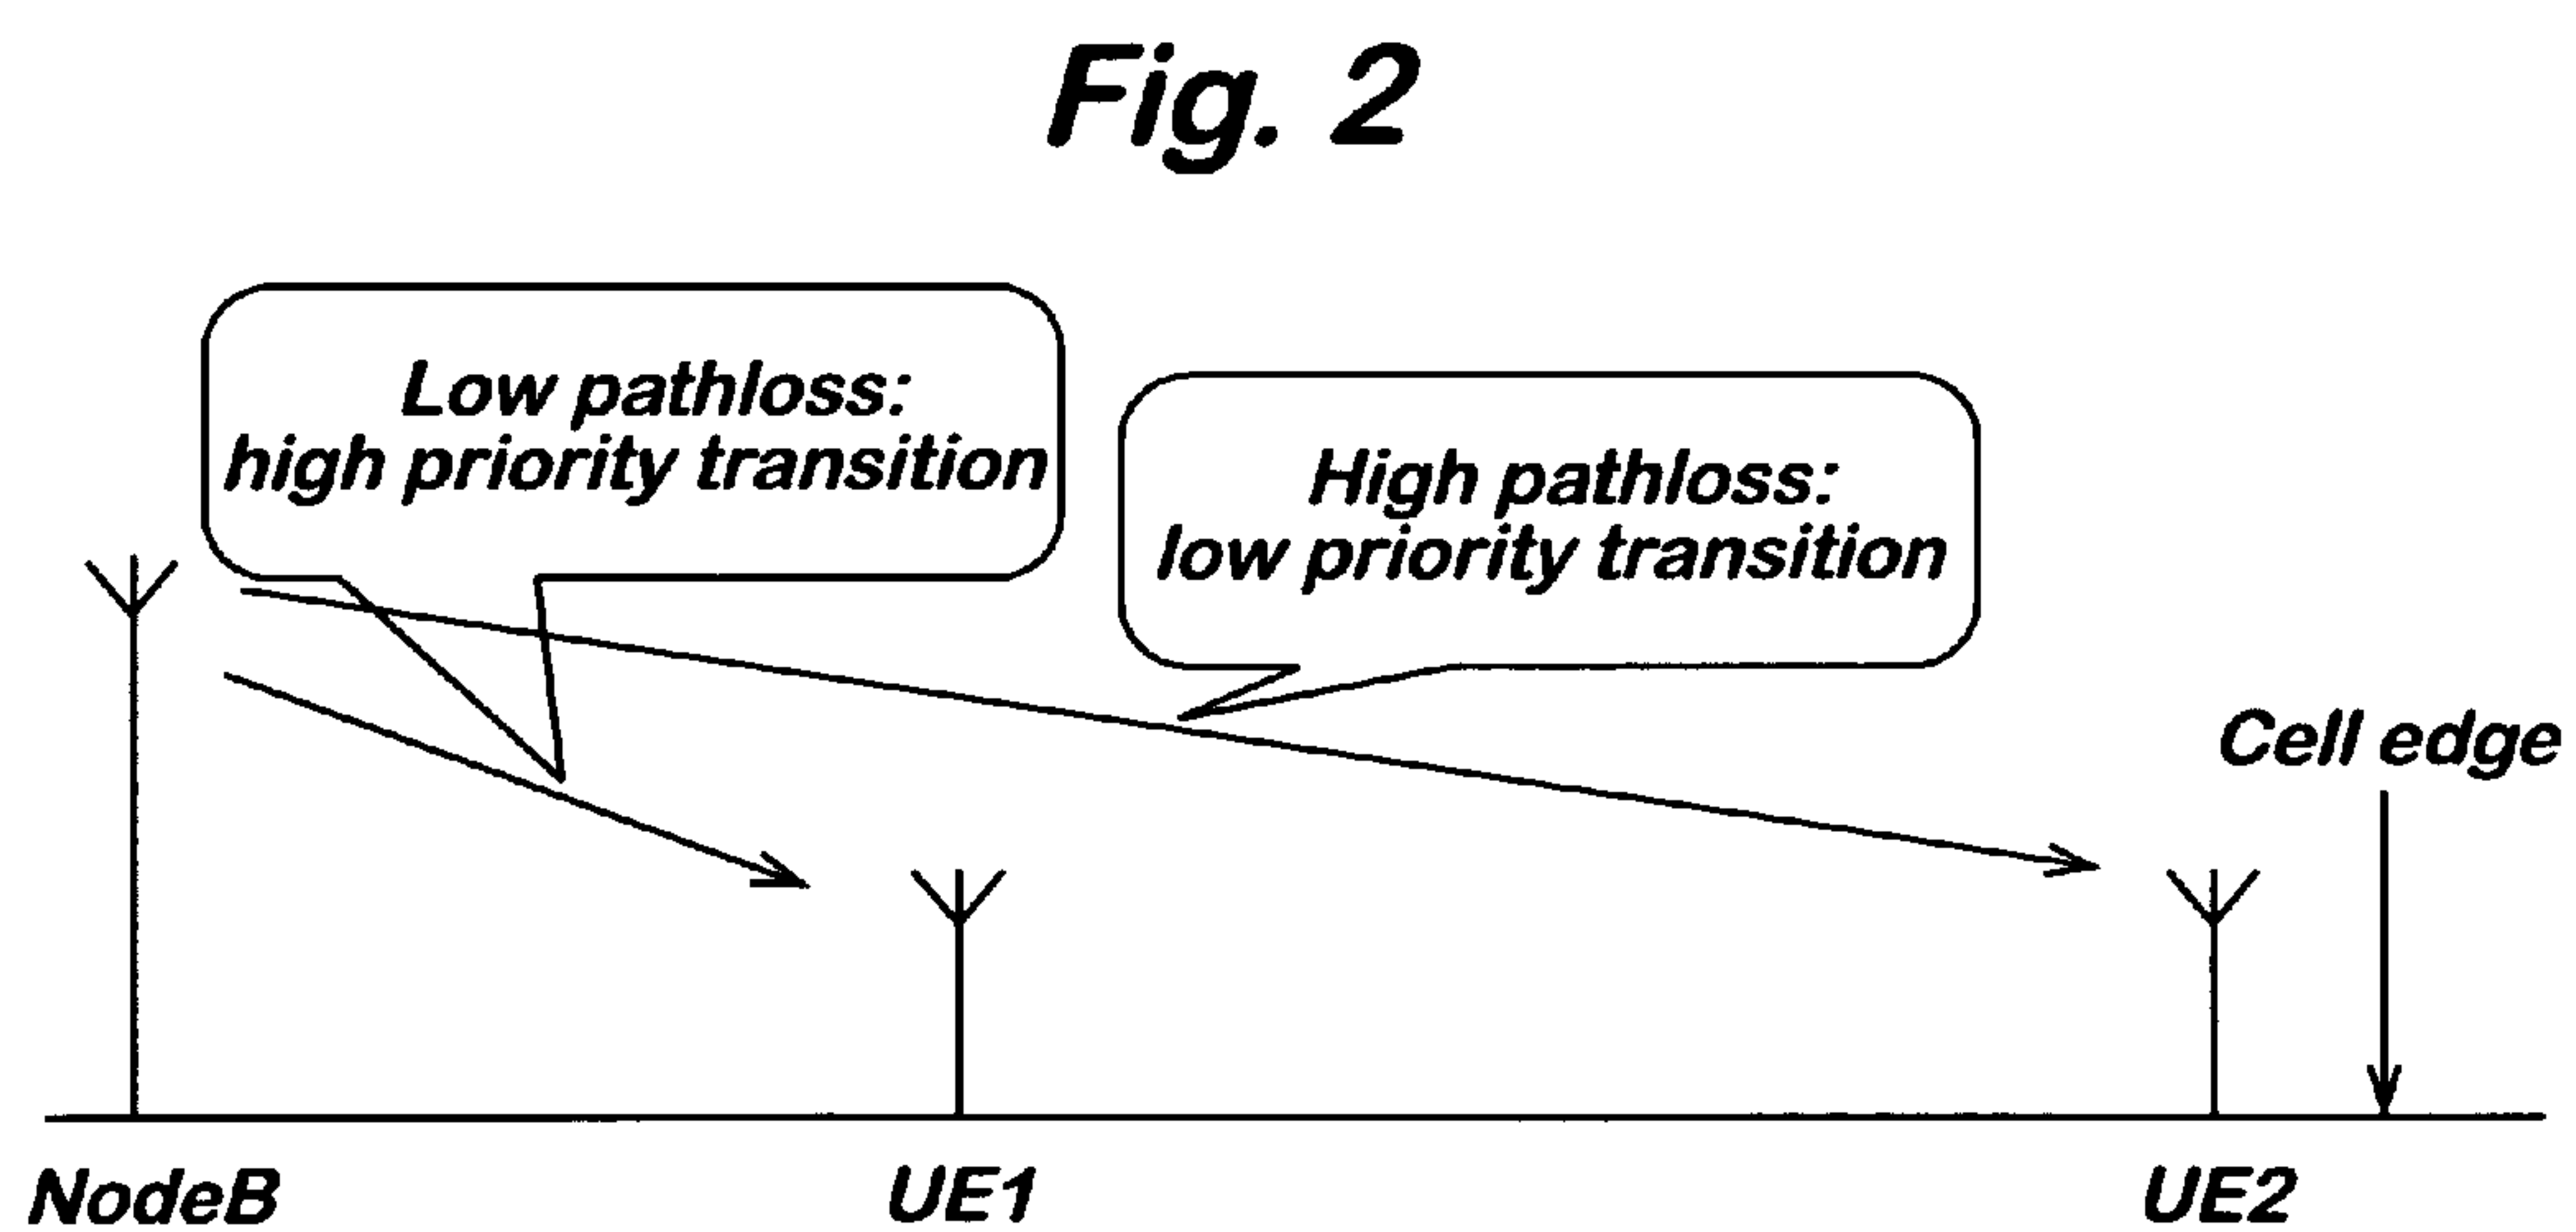 Fig. 2
Low pathloss:
high priority transition
High pathloss:
low priority transition
Cell edge
NodeB
UE1
UE2